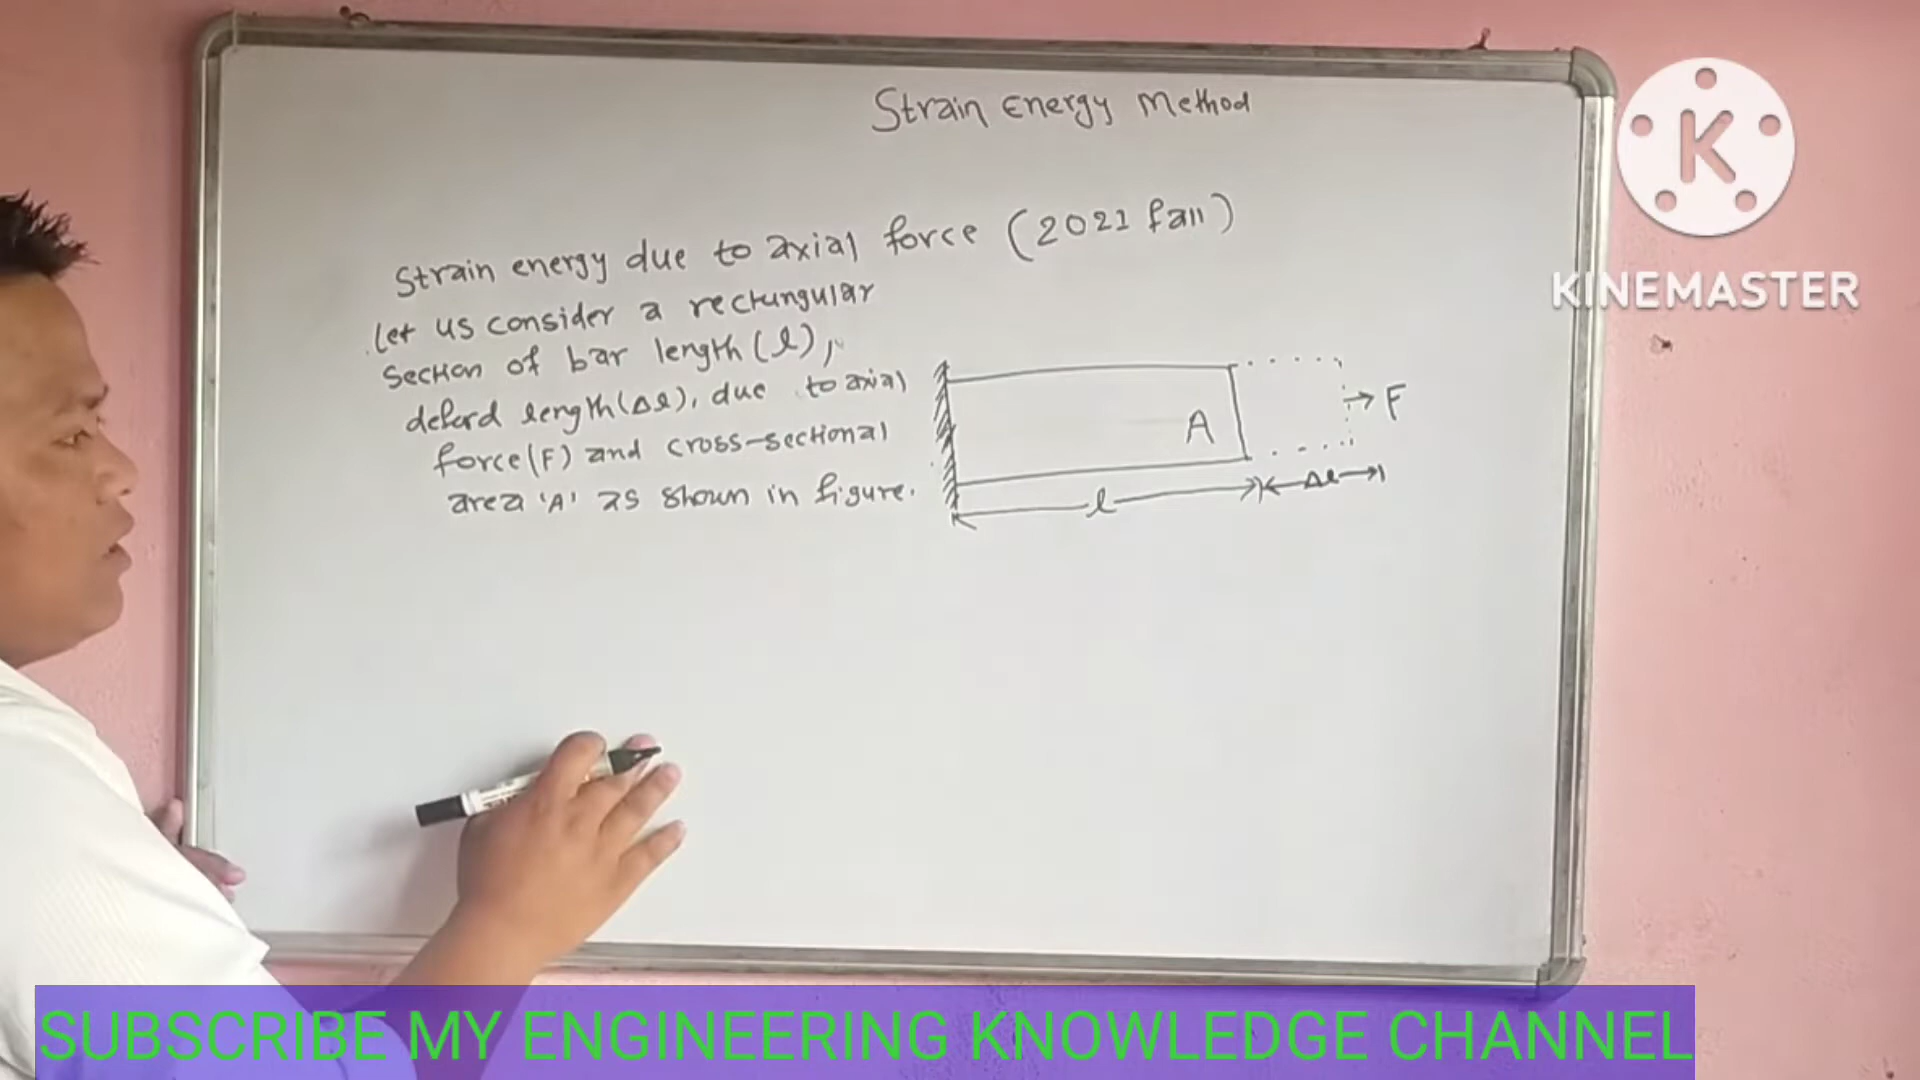 Strain energy Method
Strain energy due to axial force (2021 fall)
Let us consider a rectungular
section of bar length (l),
deford length (Δl), due to axial
force (F) and cross-sectional
area 'A' as shown in figure.
A
F
l
Δl
K
KINEMASTER
SUBSCRIBE MY ENGINEERING KNOWLEDGE CHANNEL